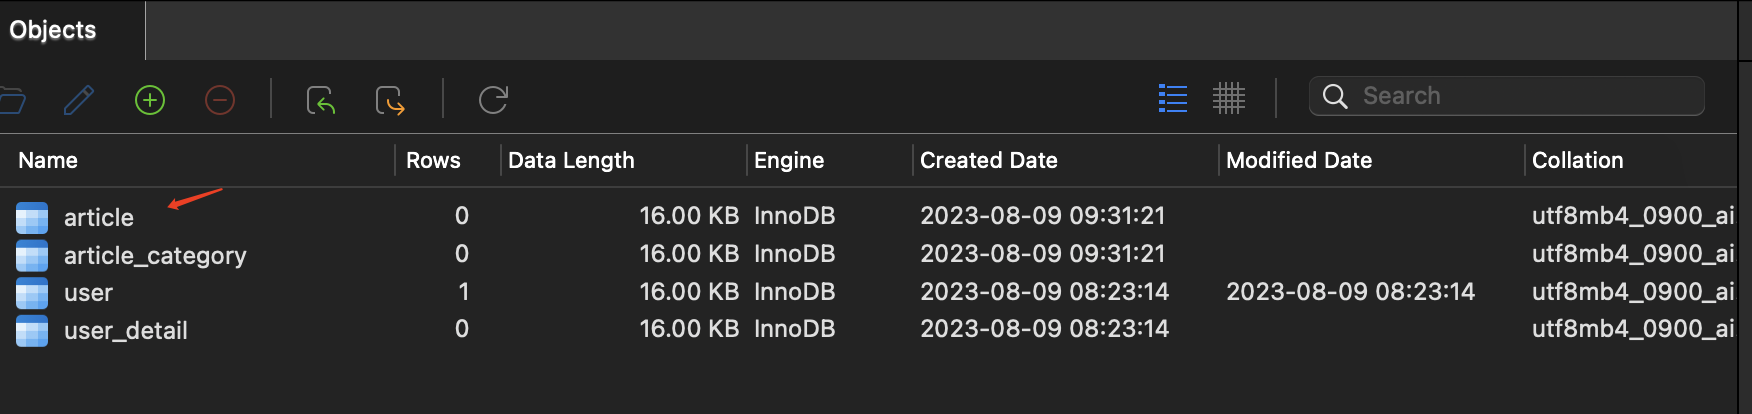 Objects
Search
Name Rows Data Length Engine Created Date Modified Date Collation
article 0 16.00 KB InnoDB 2023-08-09 09:31:21 utf8mb4_0900_ai
article_category 0 16.00 KB InnoDB 2023-08-09 09:31:21 utf8mb4_0900_ai
user 1 16.00 KB InnoDB 2023-08-09 08:23:14 2023-08-09 08:23:14 utf8mb4_0900_ai
user_detail 0 16.00 KB InnoDB 2023-08-09 08:23:14 utf8mb4_0900_ai